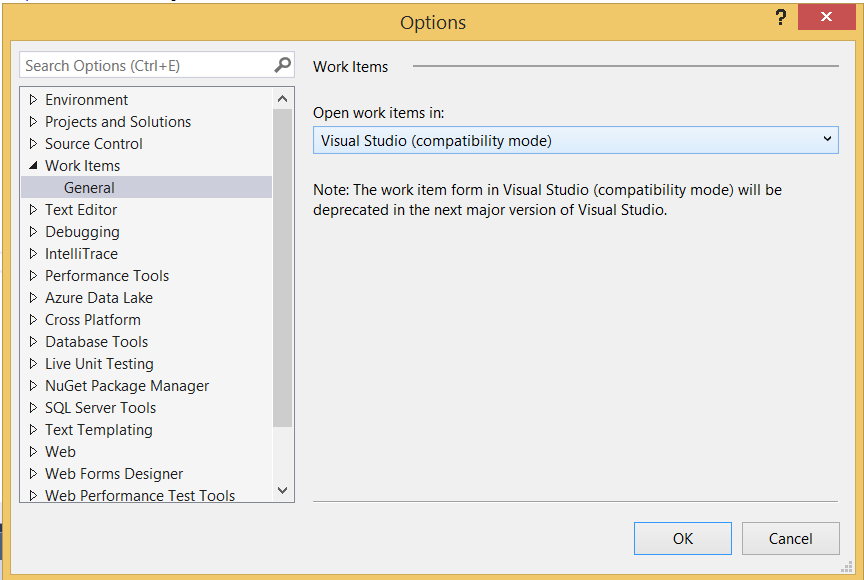 Options
?
Search Options (Ctrl+E)
Environment
Projects and Solutions
Source Control
Work Items
General
Text Editor
Debugging
IntelliTrace
Performance Tools
Azure Data Lake
Cross Platform
Database Tools
Live Unit Testing
NuGet Package Manager
SQL Server Tools
Text Templating
Web
Web Forms Designer
Web Performance Test Tools
Work Items
Open work items in:
Visual Studio (compatibility mode)
Note: The work item form in Visual Studio (compatibility mode) will be
deprecated in the next major version of Visual Studio.
OK
Cancel